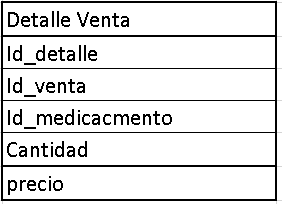 Detalle Venta
Id_detalle
Id_venta
Id_medicacmento
Cantidad
precio